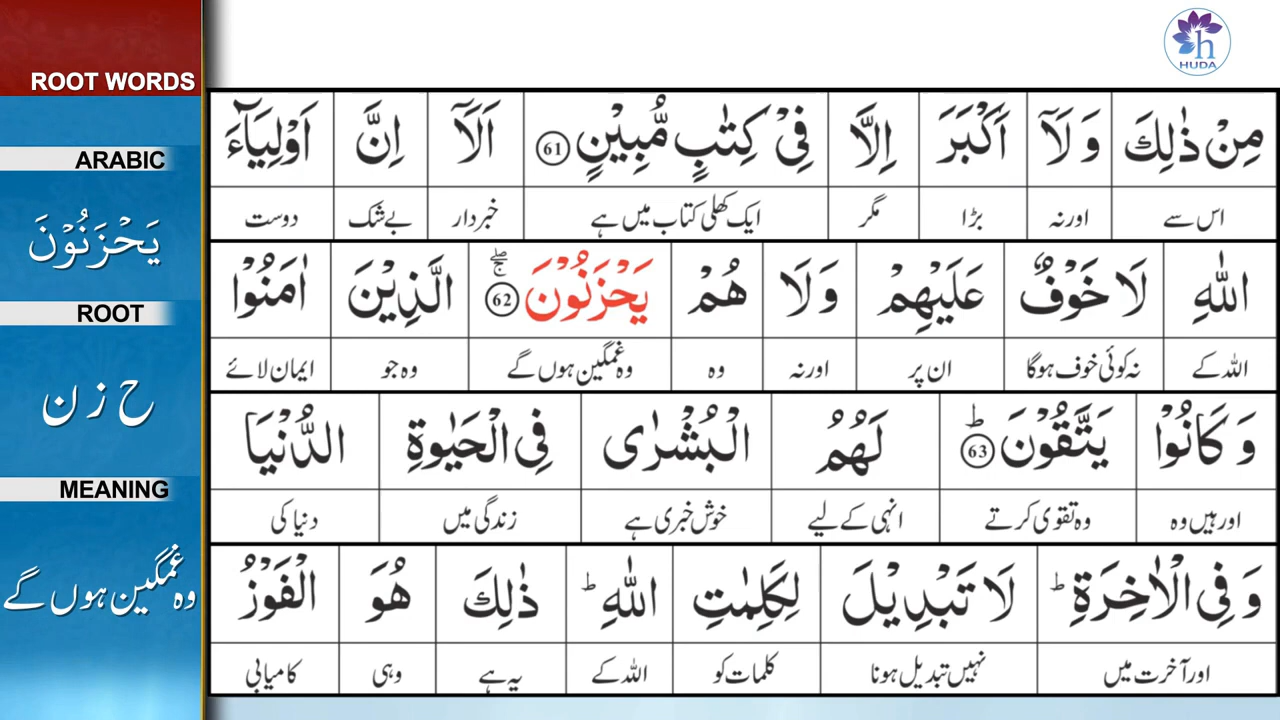 ROOT WORDS
ARABIC
يَحْزَنُوْنَ
ROOT
ح ز ن
MEANING
وہ غمگین ہوں گے
h
HUDA
مِنْ ذٰلِكَ وَلَاۤ اَكْبَرَ اِلَّا فِىْ كِتٰبٍ مُّبِيْنٍ 61 اَلَاۤ اِنَّ اَوْلِيَآءَ
اس سے اور نہ بڑا مگر ایک کھلی کتاب میں ہے خبردار بے شک دوست
اللّٰهِ لَا خَوْفٌ عَلَيْهِمْ وَلَا هُمْ يَحْزَنُوْنَ 62 ۖۚ الَّذِيْنَ اٰمَنُوْا
اللہ کے نہ کوئی خوف ہوگا ان پر اور نہ وہ وہ غمگین ہوں گے وہ جو ایمان لائے
وَكَانُوْا يَتَّقُوْنَ 63 ؕ لَهُمُ الْبُشْرٰى فِى الْحَيٰوةِ الدُّنْيَا
اور ہیں وہ وہ تقوی کرتے انہی کے لیے خوش خبری ہے زندگی میں دنیا کی
وَفِى الْاٰخِرَةِ ؕ لَا تَبْدِيْلَ لِكَلِمٰتِ اللّٰهِ ؕ ذٰلِكَ هُوَ الْفَوْزُ
اور آخرت میں نہیں تبدیل ہونا کلمات کو اللہ کے یہ ہے وہی کامیابی